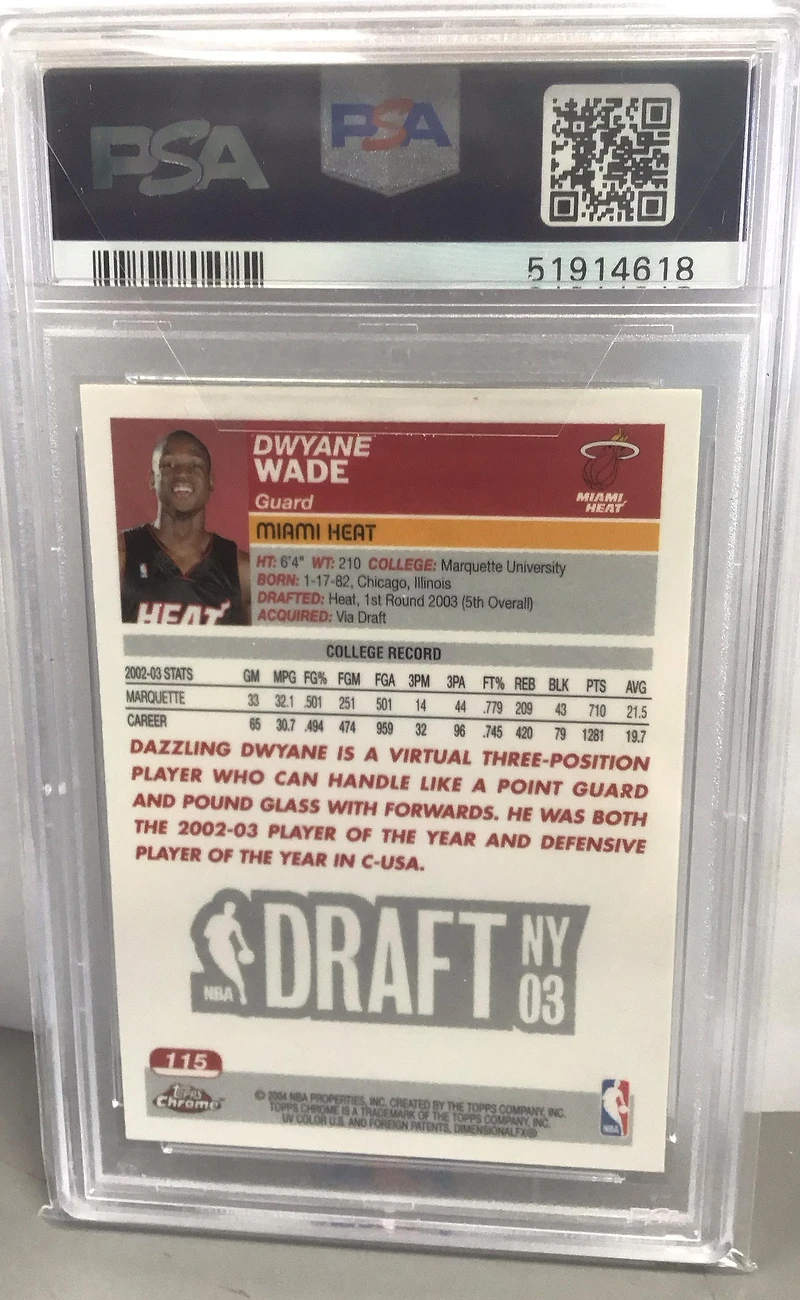 PSA
PSA
51914618
DWYANE
WADE
Guard
MIAMI HEAT
MIAMI
HEAT
HEAT
HT: 6'4" WT: 210 COLLEGE: Marquette University
BORN: 1-17-82, Chicago, Illinois
DRAFTED: Heat, 1st Round 2003 (5th Overall)
ACQUIRED: Via Draft
COLLEGE RECORD
2002-03 STATS GM MPG FG% FGM FGA 3PM 3PA FT% REB BLK PTS AVG
MARQUETTE 33 32.1 .501 251 501 14 44 .779 209 43 710 21.5
CAREER 65 30.7 .494 474 959 32 96 .745 420 79 1281 19.7
DAZZLING DWYANE IS A VIRTUAL THREE-POSITION
PLAYER WHO CAN HANDLE LIKE A POINT GUARD
AND POUND GLASS WITH FORWARDS. HE WAS BOTH
THE 2002-03 PLAYER OF THE YEAR AND DEFENSIVE
PLAYER OF THE YEAR IN C-USA.
NBA DRAFT NY 03
115
Topps
Chrome
© 2004 NBA PROPERTIES, INC. CREATED BY THE TOPPS COMPANY, INC.
TOPPS CHROME IS A TRADEMARK OF THE TOPPS COMPANY, INC.
UV COLOR U.S. AND FOREIGN PATENTS, DIMENSIONALFX®
NBA